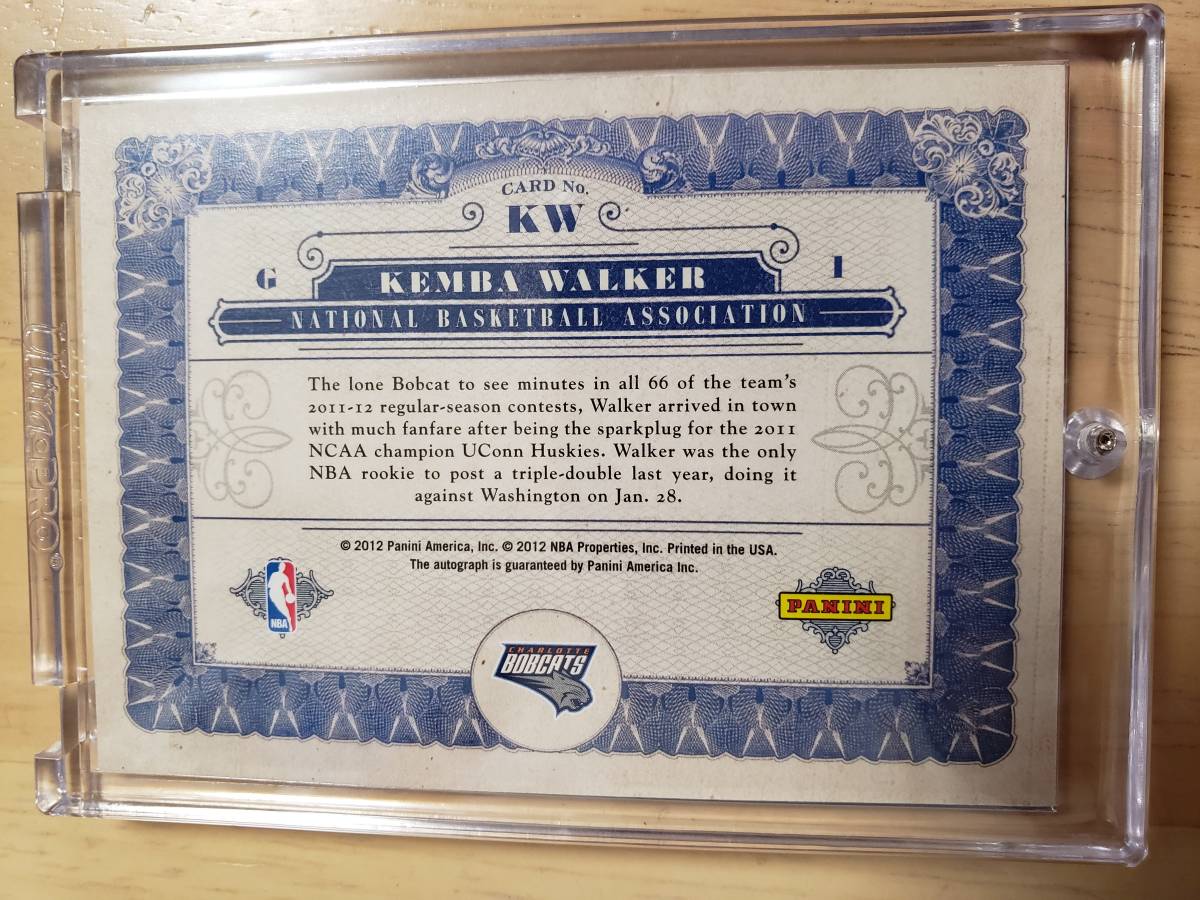 CARD No.
KW
G
1
KEMBA WALKER
NATIONAL BASKETBALL ASSOCIATION
The lone Bobcat to see minutes in all 66 of the team's
2011-12 regular-season contests, Walker arrived in town
with much fanfare after being the sparkplug for the 2011
NCAA champion UConn Huskies. Walker was the only
NBA rookie to post a triple-double last year, doing it
against Washington on Jan. 28.
© 2012 Panini America, Inc. © 2012 NBA Properties, Inc. Printed in the USA.
The autograph is guaranteed by Panini America Inc.
NBA
PANINI
CHARLOTTE
BOBCATS
Ultra•PRO®